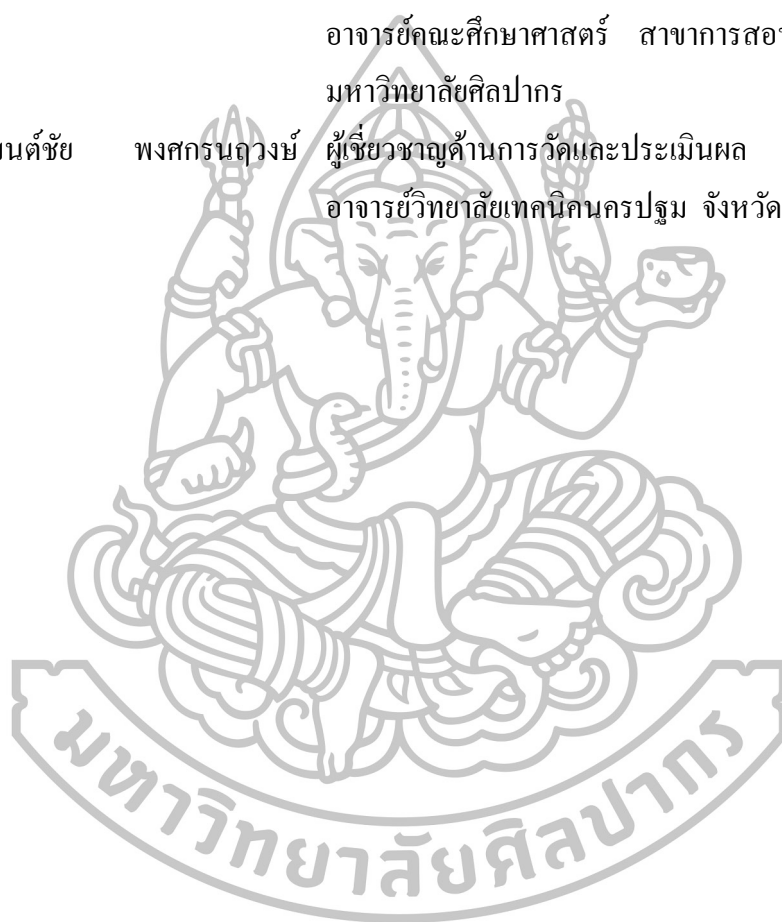 อาจารย์คณะศึกษาศาสตร์ สาขาการสอน
มหาวิทยาลัยศิลปากร
ยนต์ชัย พงศกรนฤวงษ์ ผู้เชี่ยวชาญด้านการวัดและประเมินผล
อาจารย์วิทยาลัยเทคนิคนครปฐม จังหวัด
มหาวิทยาลัยศิลปากร